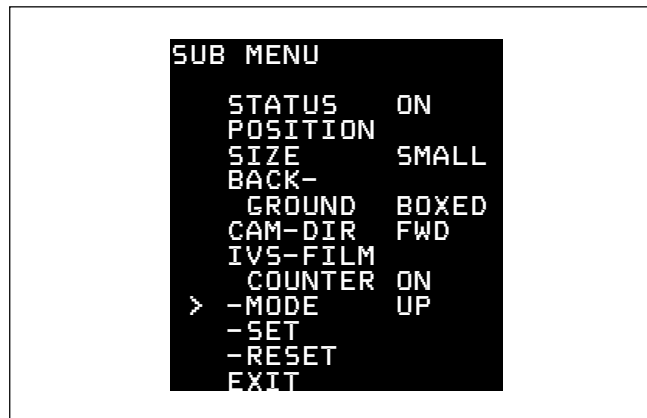 SUB MENU
STATUS ON
POSITION
SIZE SMALL
BACK-
GROUND BOXED
CAM-DIR FWD
IVS-FILM
COUNTER ON
> -MODE UP
-SET
-RESET
EXIT